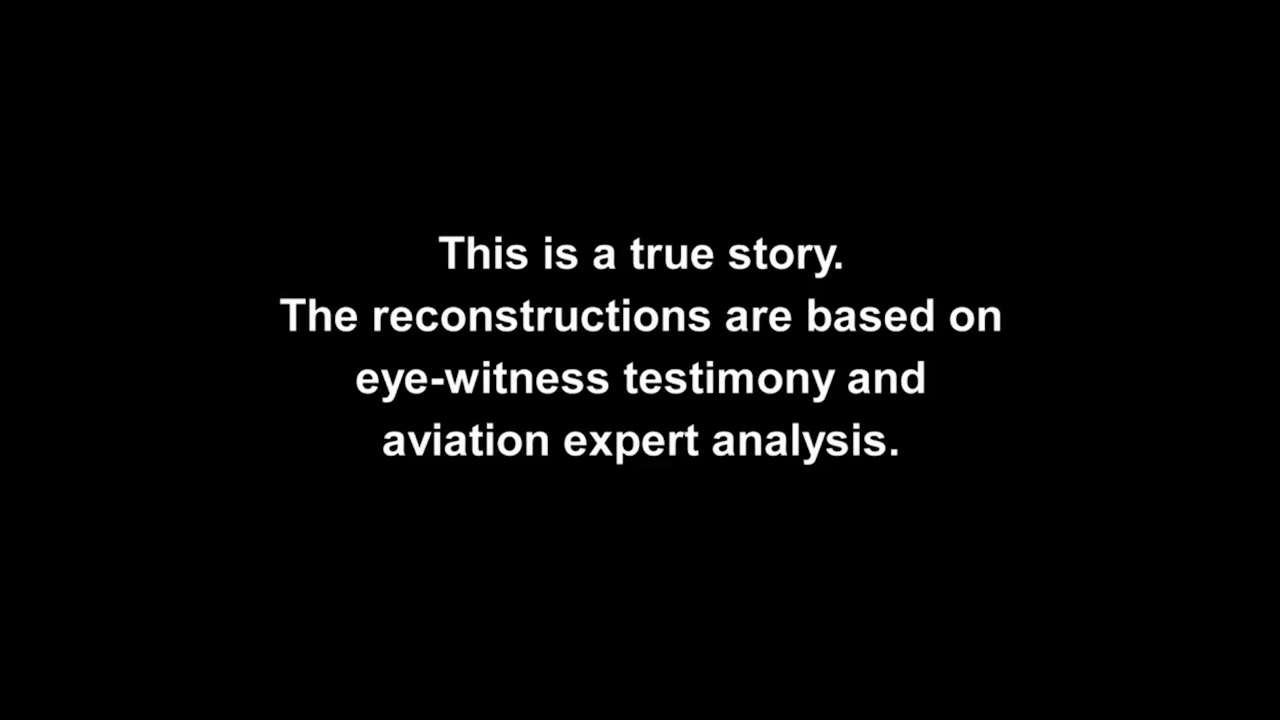 This is a true story.
The reconstructions are based on
eye-witness testimony and
aviation expert analysis.